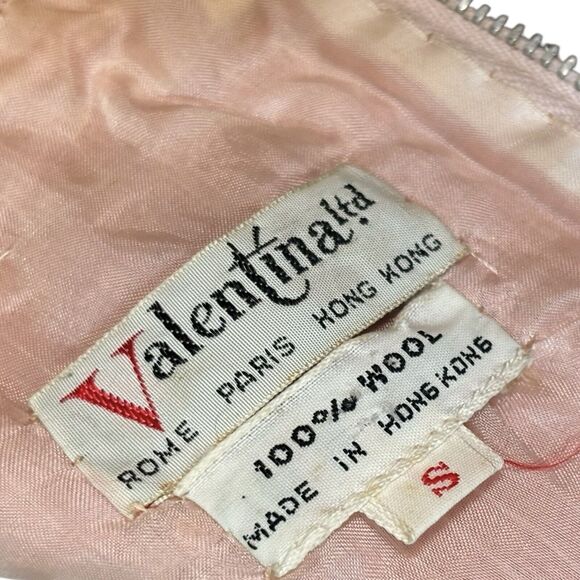 Valentina ltd.
ROME PARIS HONG KONG
100% WOOL
MADE IN HONG KONG
S